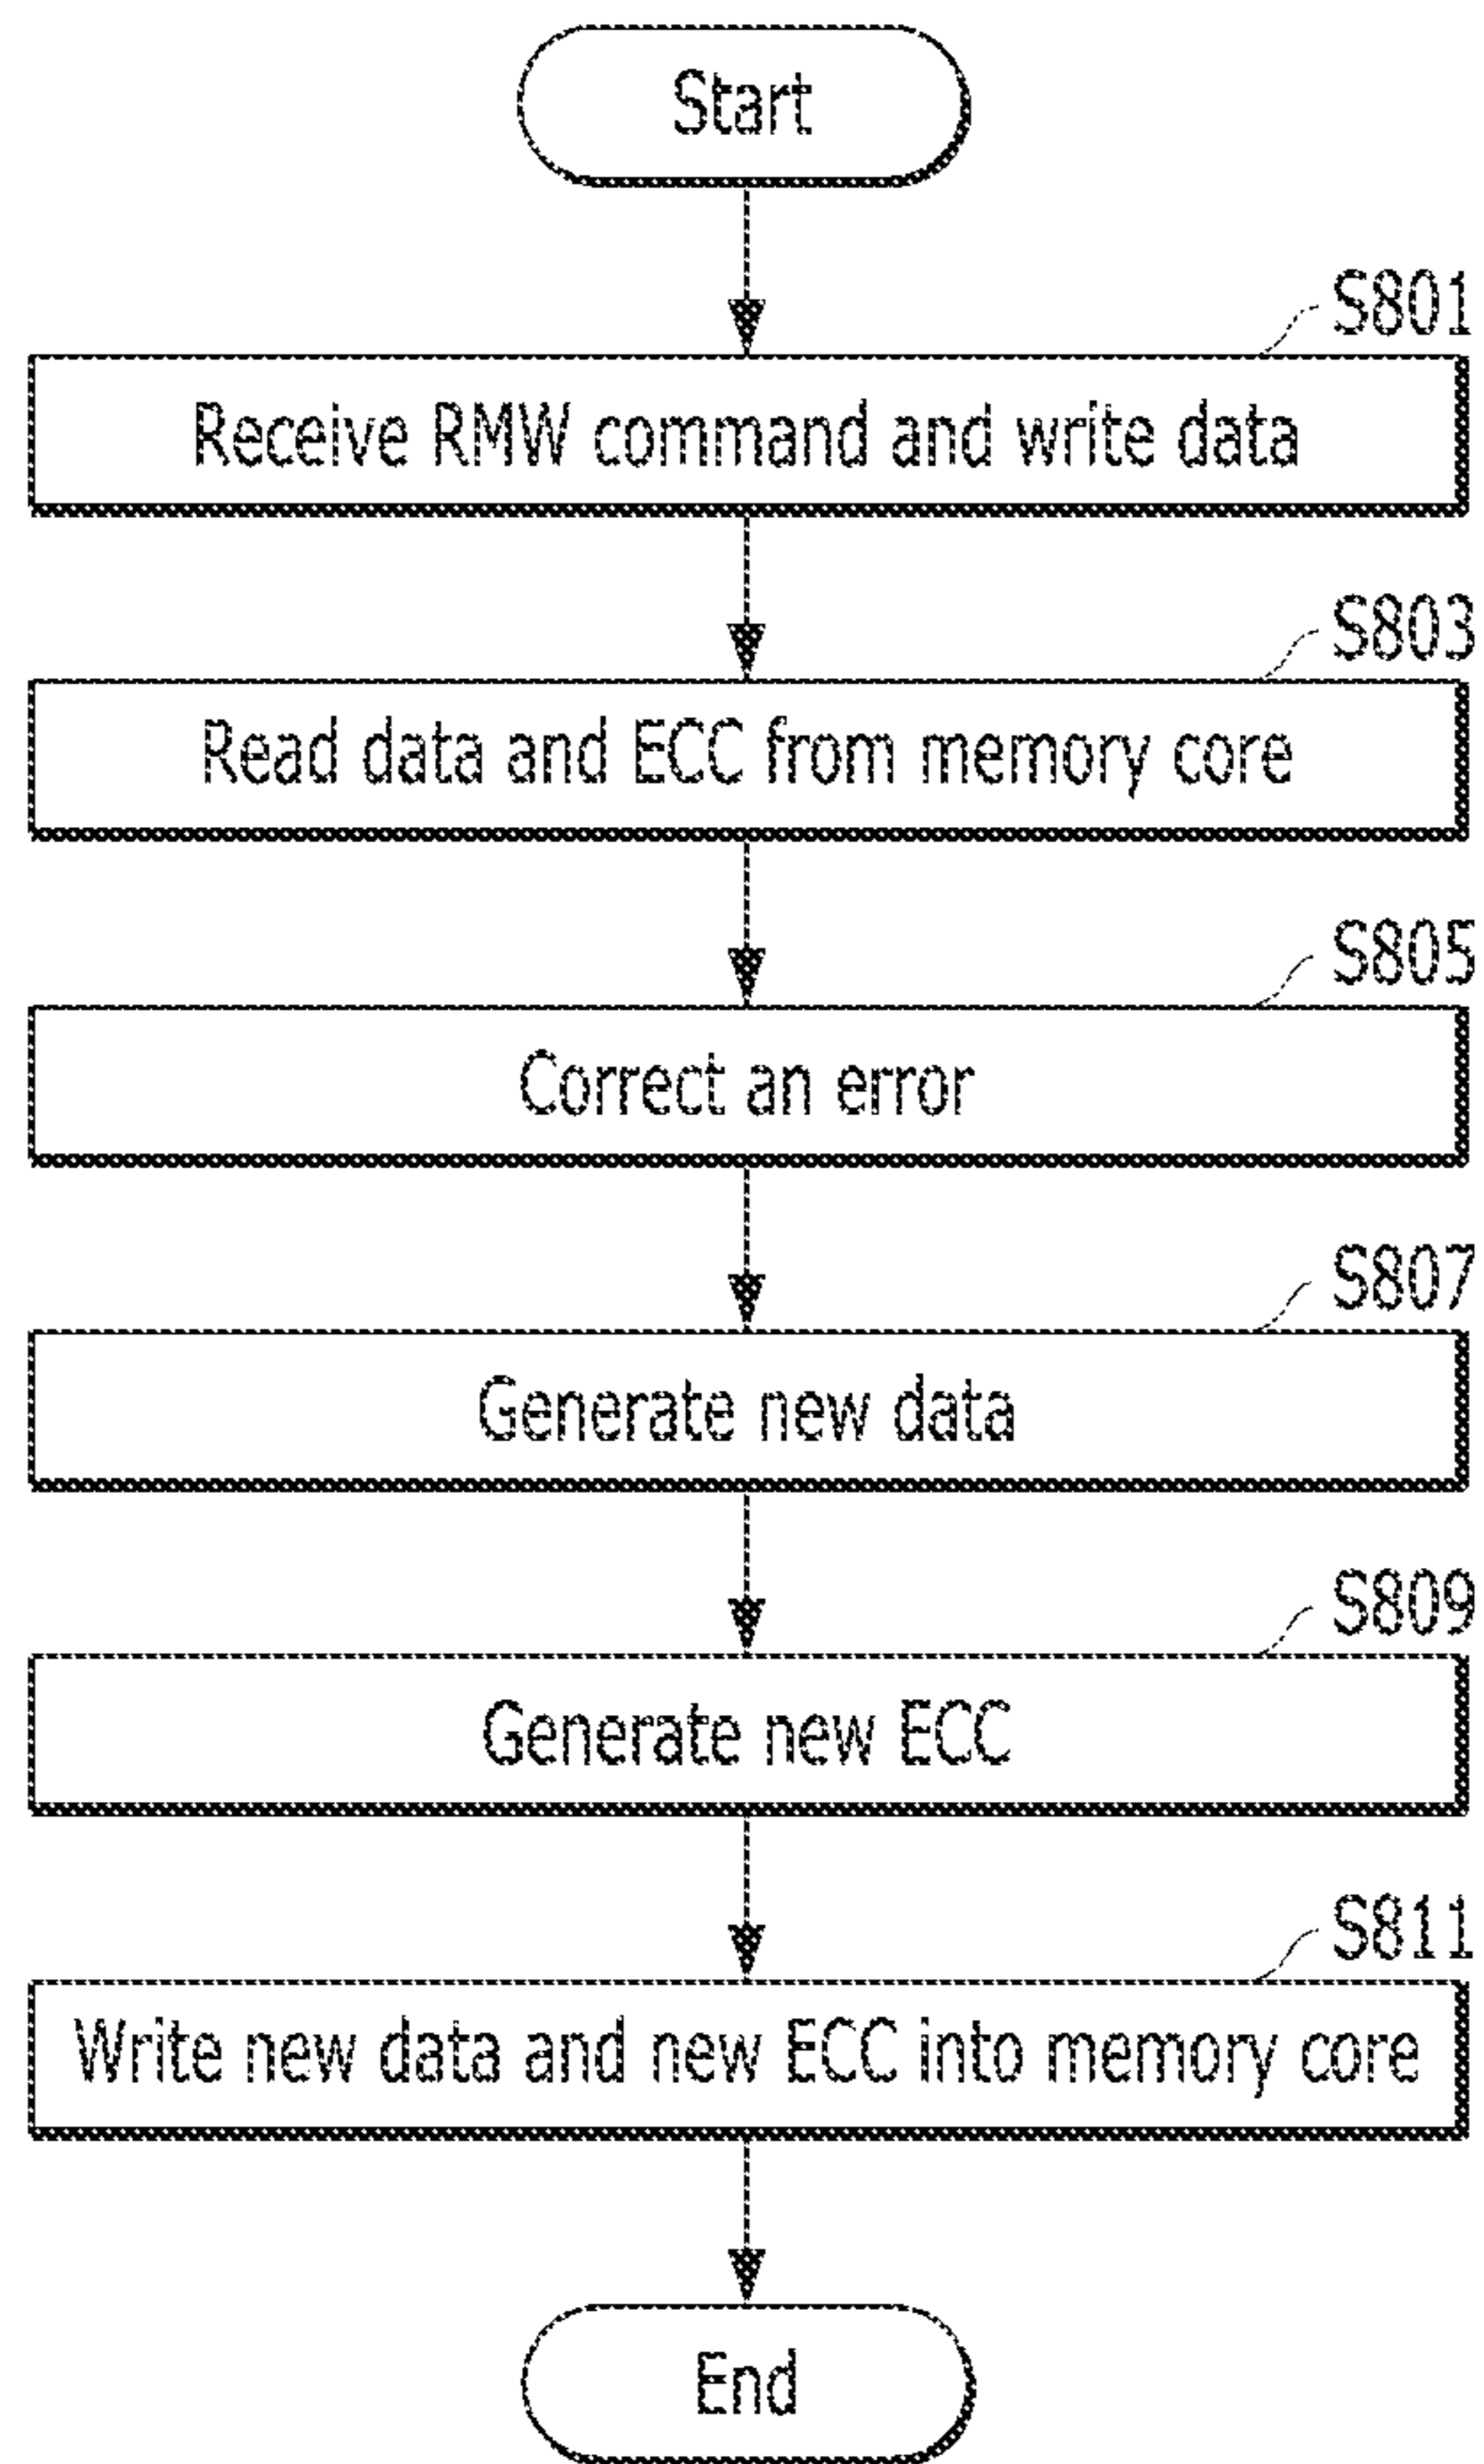 Start
S801
Receive RMW command and write data
S803
Read data and ECC from memory core
S805
Correct an error
S807
Generate new data
S809
Generate new ECC
S811
Write new data and new ECC into memory core
End